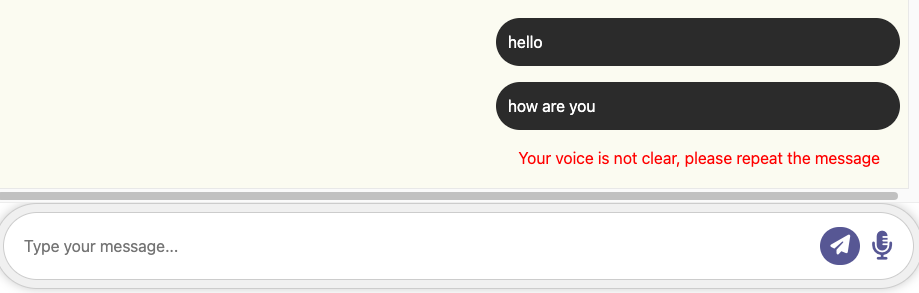 hello
how are you
Your voice is not clear, please repeat the message
Type your message...